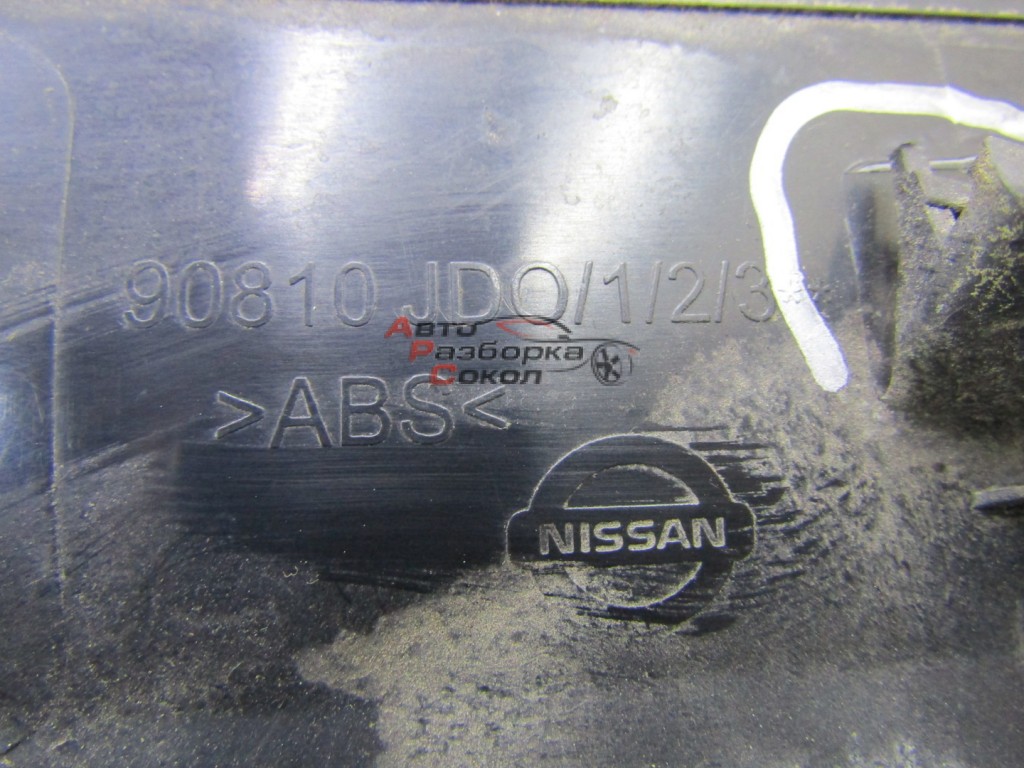 90810 JD0/1/2/3*
Авто
Разборка
Сокол
>ABS<
NISSAN